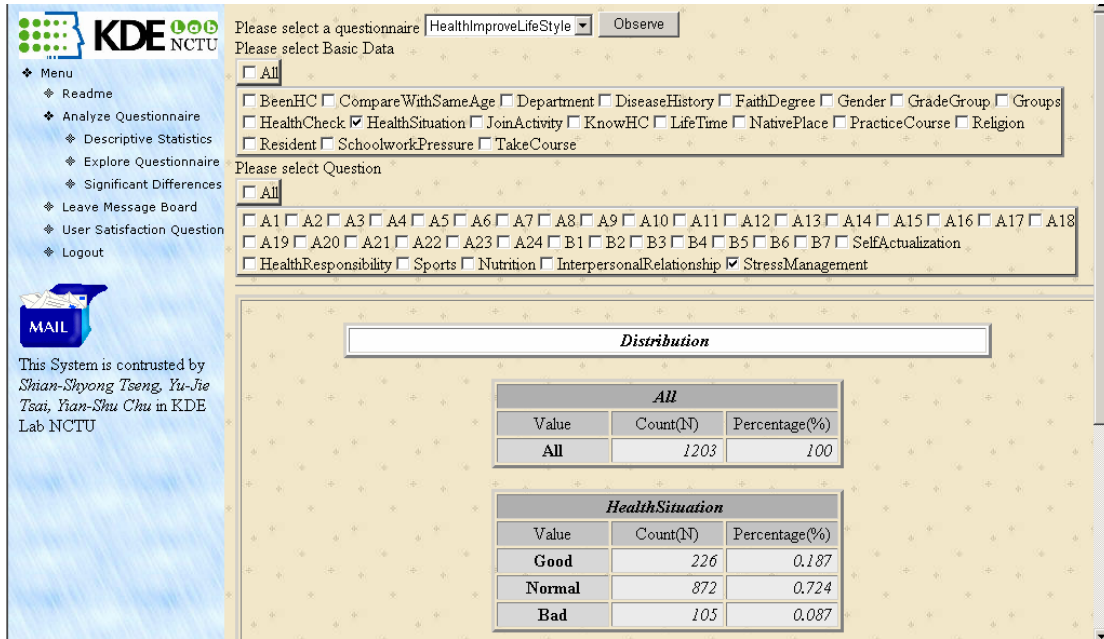 KDE Lab
NCTU
Menu
Readme
Analyze Questionnaire
Descriptive Statistics
Explore Questionnaire
Significant Differences
Leave Message Board
User Satisfaction Question
Logout
MAIL
This System is contrusted by
Shian-Shyong Tseng, Yu-Jie
Tsai, Yian-Shu Chu in KDE
Lab NCTU
Please select a questionnaire HealthImproveLifeStyle Observe
Please select Basic Data
All
BeenHC CompareWithSameAge Department DiseaseHistory FaithDegree Gender GradeGroup Groups
HealthCheck HealthSituation JoinActivity KnowHC LifeTime NativePlace PracticeCourse Religion
Resident SchoolworkPressure TakeCourse
Please select Question
All
A1 A2 A3 A4 A5 A6 A7 A8 A9 A10 A11 A12 A13 A14 A15 A16 A17 A18
A19 A20 A21 A22 A23 A24 B1 B2 B3 B4 B5 B6 B7 SelfActualization
HealthResponsibility Sports Nutrition InterpersonalRelationship StressManagement
Distribution
All
Value Count(N) Percentage(%)
All 1203 100
HealthSituation
Value Count(N) Percentage(%)
Good 226 0.187
Normal 872 0.724
Bad 105 0.087